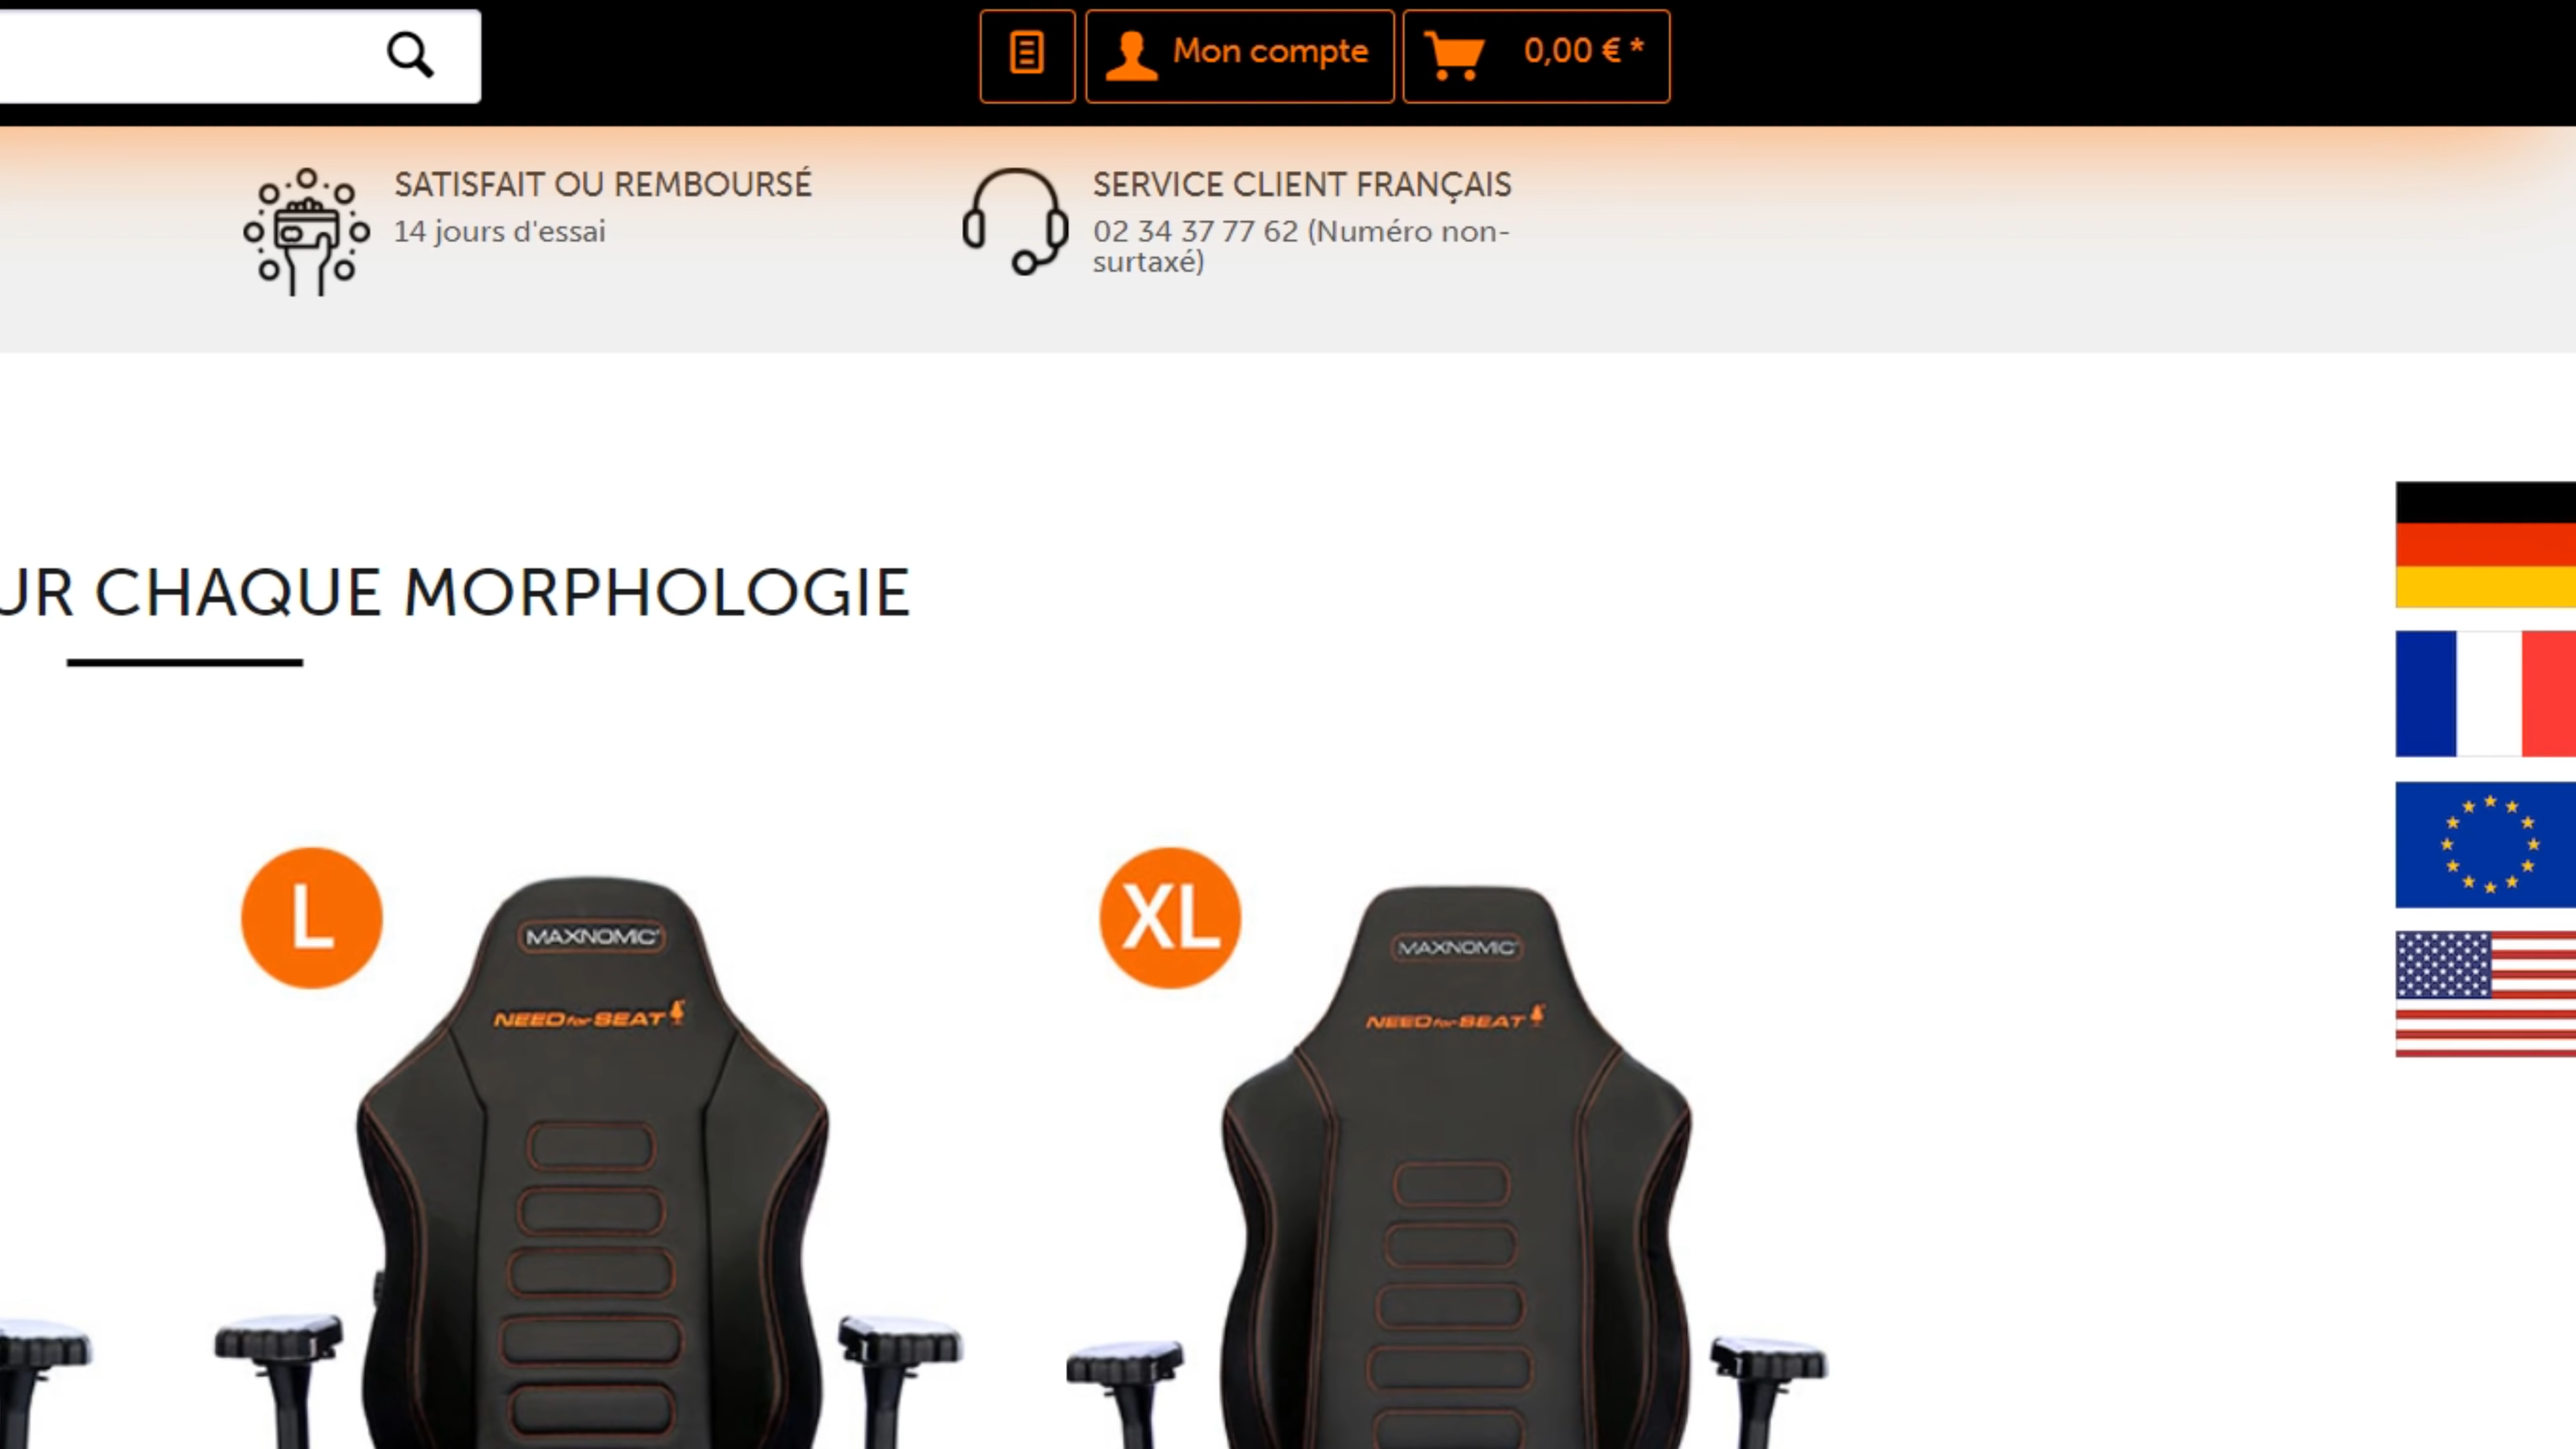 Mon compte
0,00 € *
SATISFAIT OU REMBOURSÉ
14 jours d'essai
SERVICE CLIENT FRANÇAIS
02 34 37 77 62 (Numéro non-
surtaxé)
UR CHAQUE MORPHOLOGIE
L
MAXNOMIC
NEED for SEAT
XL
MAXNOMIC
NEED for SEAT